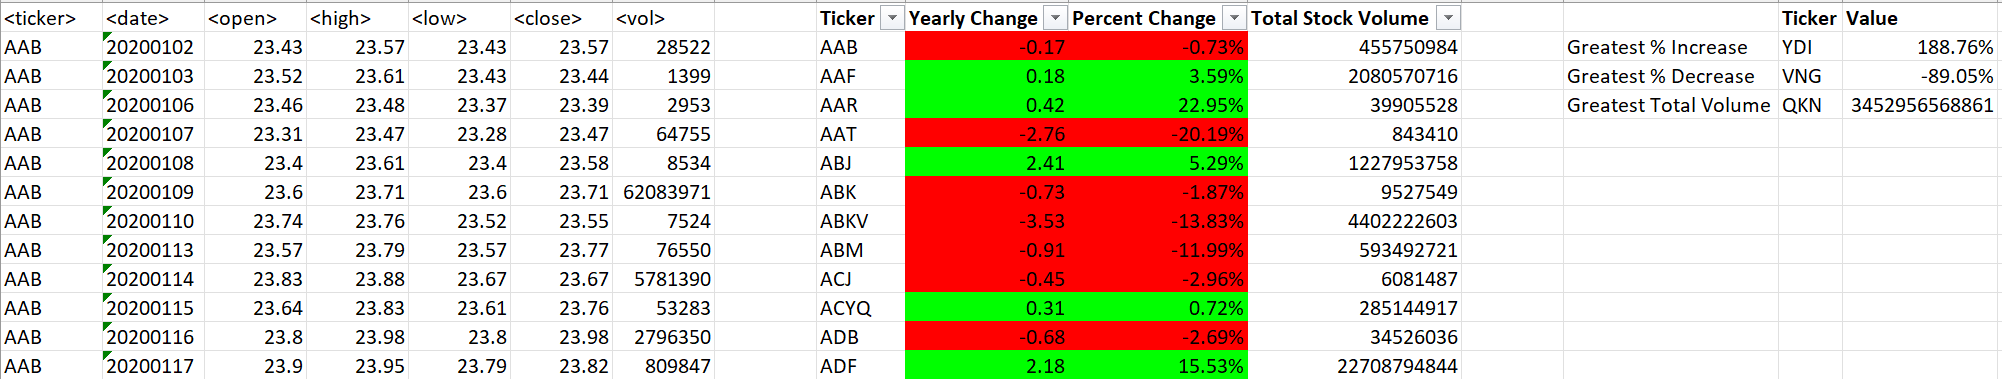 <ticker> <date> <open> <high> <low> <close> <vol> Ticker Yearly Change Percent Change Total Stock Volume Ticker Value
AAB 20200102 23.43 23.57 23.43 23.57 28522 AAB -0.17 -0.73% 455750984 Greatest % Increase YDI 188.76%
AAB 20200103 23.52 23.61 23.43 23.44 1399 AAF 0.18 3.59% 2080570716 Greatest % Decrease VNG -89.05%
AAB 20200106 23.46 23.48 23.37 23.39 2953 AAR 0.42 22.95% 39905528 Greatest Total Volume QKN 3452956568861
AAB 20200107 23.31 23.47 23.28 23.47 64755 AAT -2.76 -20.19% 843410
AAB 20200108 23.4 23.61 23.4 23.58 8534 ABJ 2.41 5.29% 1227953758
AAB 20200109 23.6 23.71 23.6 23.71 62083971 ABK -0.73 -1.87% 9527549
AAB 20200110 23.74 23.76 23.52 23.55 7524 ABKV -3.53 -13.83% 4402222603
AAB 20200113 23.57 23.79 23.57 23.77 76550 ABM -0.91 -11.99% 593492721
AAB 20200114 23.83 23.88 23.67 23.67 5781390 ACJ -0.45 -2.96% 6081487
AAB 20200115 23.64 23.83 23.61 23.76 53283 ACYQ 0.31 0.72% 285144917
AAB 20200116 23.8 23.98 23.8 23.98 2796350 ADB -0.68 -2.69% 34526036
AAB 20200117 23.9 23.95 23.79 23.82 809847 ADF 2.18 15.53% 22708794844